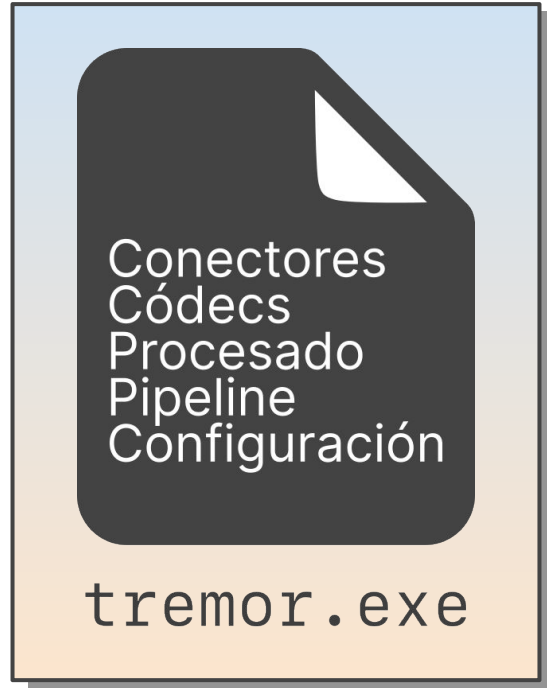 Conectores
Códecs
Procesado
Pipeline
Configuración
tremor.exe